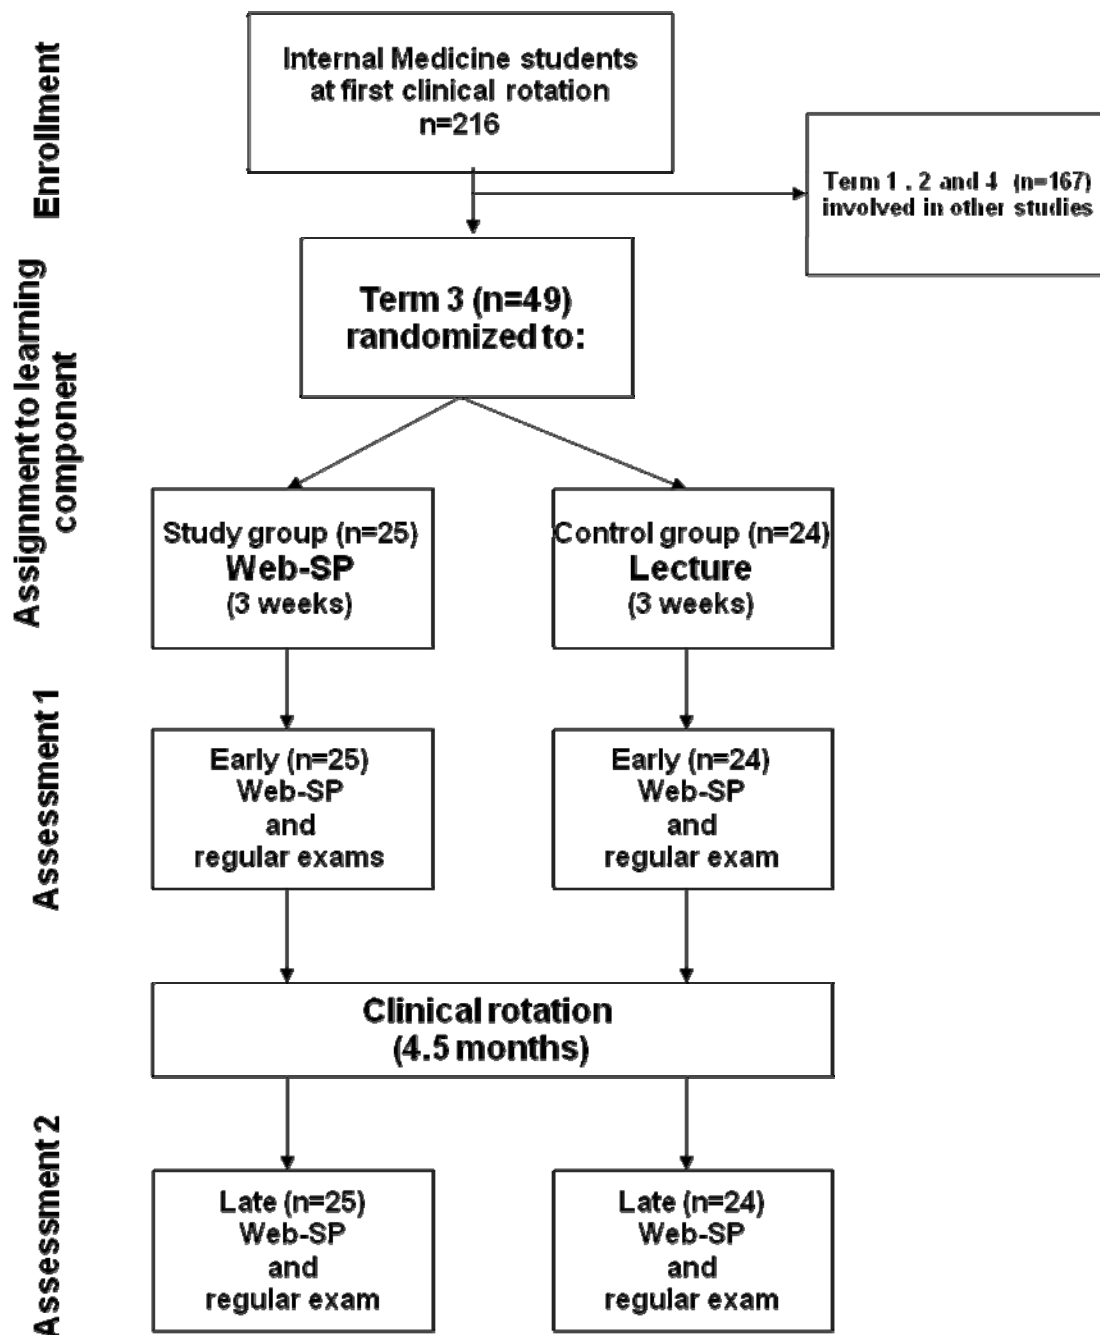 Enrollment
Internal Medicine students
at first clinical rotation
n=216
Term 1 . 2 and 4 (n=167)
involved in other studies
Assignment to learning
component
Term 3 (n=49)
randomized to:
Study group (n=25)
Web-SP
(3 weeks)
Control group (n=24)
Lecture
(3 weeks)
Assessment 1
Early (n=25)
Web-SP
and
regular exams
Early (n=24)
Web-SP
and
regular exam
Clinical rotation
(4.5 months)
Assessment 2
Late (n=25)
Web-SP
and
regular exam
Late (n=24)
Web-SP
and
regular exam